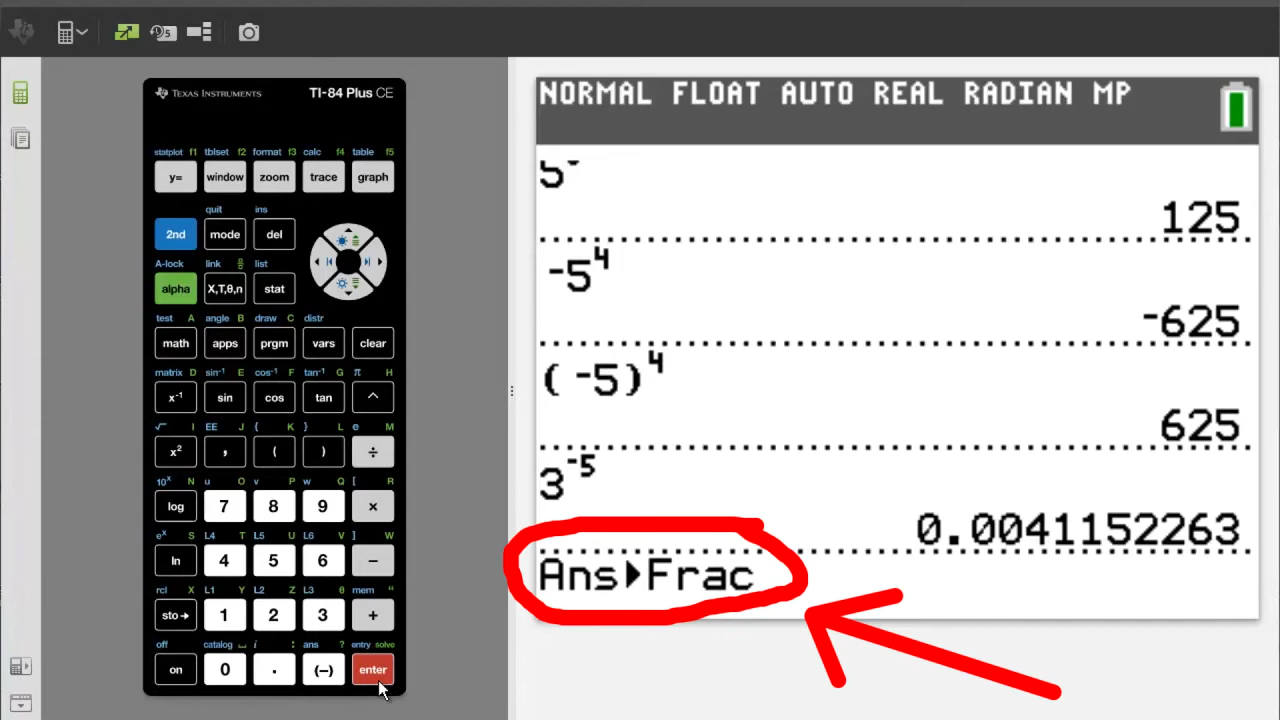 NORMAL FLOAT AUTO REAL RADIAN MP
125
-5⁴
-625
(-5)⁴
625
3⁻⁵
0.0041152263
Ans▶Frac
TEXAS INSTRUMENTS TI-84 Plus CE
statplot f1 tblset f2 format f3 calc f4 table f5
y= window zoom trace graph
quit ins
2nd mode del
A-lock link list
alpha X,T,θ,n stat
test A angle B draw C distr
math apps prgm vars clear
matrix D sin⁻¹ E cos⁻¹ F tan⁻¹ G π H
x⁻¹ sin cos tan ^
√ I EE J { K } L e M
x² , ( ) ÷
10ˣ N u O v P w Q [ R
log 7 8 9 ×
eˣ S L4 T L5 U L6 V ] W
ln 4 5 6 −
rcl X L1 Y L2 Z L3 θ mem "
sto→ 1 2 3 +
off catalog ⎵ i : ans ? entry solve
on 0 . (−) enter